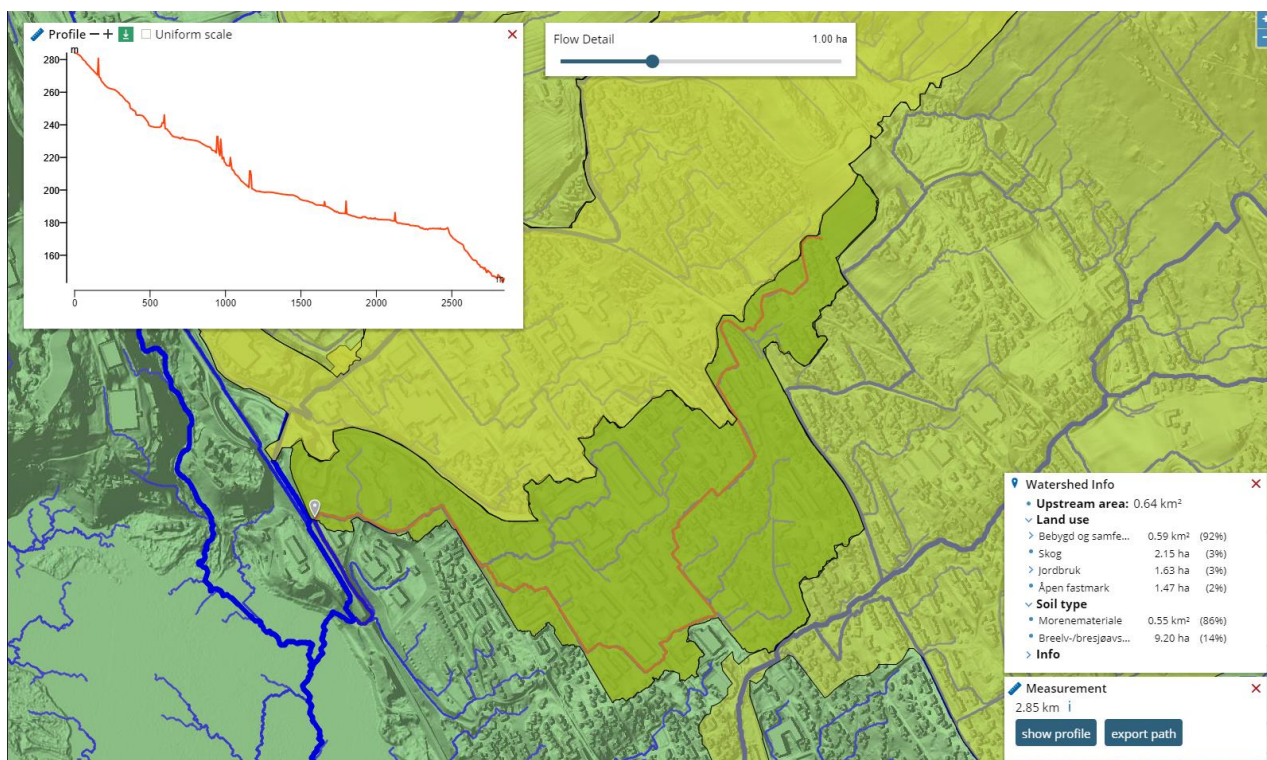 Profile − + Uniform scale
m
280
260
240
220
200
180
160
0 500 1000 1500 2000 2500
m
Flow Detail 1.00 ha
+
−
Watershed Info
Upstream area: 0.64 km²
Land use
Bebygd og samfe... 0.59 km² (92%)
Skog 2.15 ha (3%)
Jordbruk 1.63 ha (3%)
Åpen fastmark 1.47 ha (2%)
Soil type
Morenemateriale 0.55 km² (86%)
Breelv-/bresjøavs... 9.20 ha (14%)
Info
Measurement
2.85 km i
show profile export path